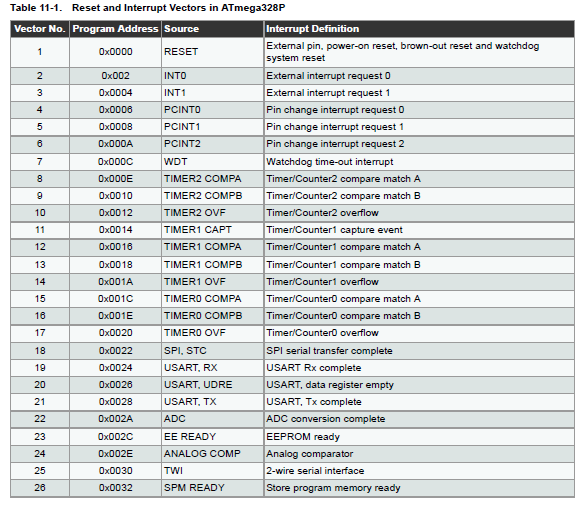 Table 11-1. Reset and Interrupt Vectors in ATmega328P
Vector No. Program Address Source Interrupt Definition
1 0x0000 RESET External pin, power-on reset, brown-out reset and watchdog
system reset
2 0x002 INT0 External interrupt request 0
3 0x0004 INT1 External interrupt request 1
4 0x0006 PCINT0 Pin change interrupt request 0
5 0x0008 PCINT1 Pin change interrupt request 1
6 0x000A PCINT2 Pin change interrupt request 2
7 0x000C WDT Watchdog time-out interrupt
8 0x000E TIMER2 COMPA Timer/Counter2 compare match A
9 0x0010 TIMER2 COMPB Timer/Counter2 compare match B
10 0x0012 TIMER2 OVF Timer/Counter2 overflow
11 0x0014 TIMER1 CAPT Timer/Counter1 capture event
12 0x0016 TIMER1 COMPA Timer/Counter1 compare match A
13 0x0018 TIMER1 COMPB Timer/Counter1 compare match B
14 0x001A TIMER1 OVF Timer/Counter1 overflow
15 0x001C TIMER0 COMPA Timer/Counter0 compare match A
16 0x001E TIMER0 COMPB Timer/Counter0 compare match B
17 0x0020 TIMER0 OVF Timer/Counter0 overflow
18 0x0022 SPI, STC SPI serial transfer complete
19 0x0024 USART, RX USART Rx complete
20 0x0026 USART, UDRE USART, data register empty
21 0x0028 USART, TX USART, Tx complete
22 0x002A ADC ADC conversion complete
23 0x002C EE READY EEPROM ready
24 0x002E ANALOG COMP Analog comparator
25 0x0030 TWI 2-wire serial interface
26 0x0032 SPM READY Store program memory ready